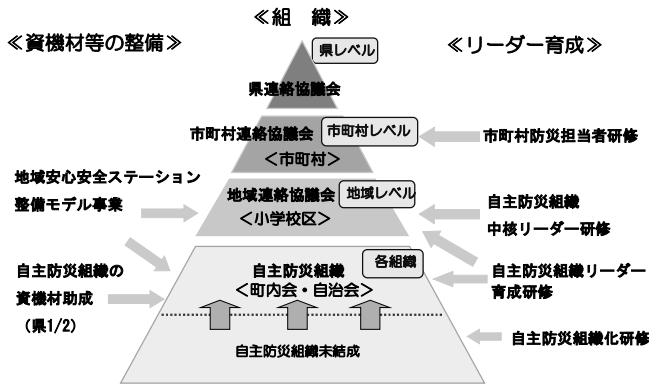 ≪組　織≫
≪資機材等の整備≫
≪リーダー育成≫
県レベル
県連絡協議会
市町村連絡協議会
市町村レベル
＜市町村＞
市町村防災担当者研修
地域安心安全ステーション
整備モデル事業
地域連絡協議会
地域レベル
＜小学校区＞
自主防災組織
中核リーダー研修
自主防災組織の
資機材助成
（県1/2）
自主防災組織
各組織
＜町内会・自治会＞
自主防災組織リーダー
育成研修
自主防災組織未結成
自主防災組織化研修